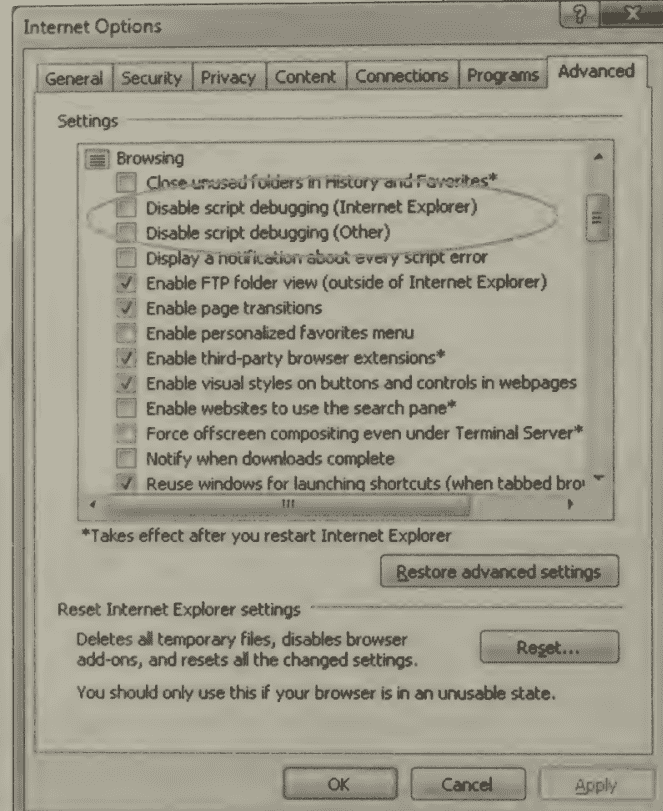 Internet Options
General Security Privacy Content Connections Programs Advanced
Settings
Browsing
Close unused folders in History and Favorites*
Disable script debugging (Internet Explorer)
Disable script debugging (Other)
Display a notification about every script error
Enable FTP folder view (outside of Internet Explorer)
Enable page transitions
Enable personalized favorites menu
Enable third-party browser extensions*
Enable visual styles on buttons and controls in webpages
Enable websites to use the search pane*
Force offscreen compositing even under Terminal Server*
Notify when downloads complete
Reuse windows for launching shortcuts (when tabbed bro
*Takes effect after you restart Internet Explorer
Restore advanced settings
Reset Internet Explorer settings
Deletes all temporary files, disables browser
add-ons, and resets all the changed settings.
Reset...
You should only use this if your browser is in an unusable state.
OK Cancel Apply